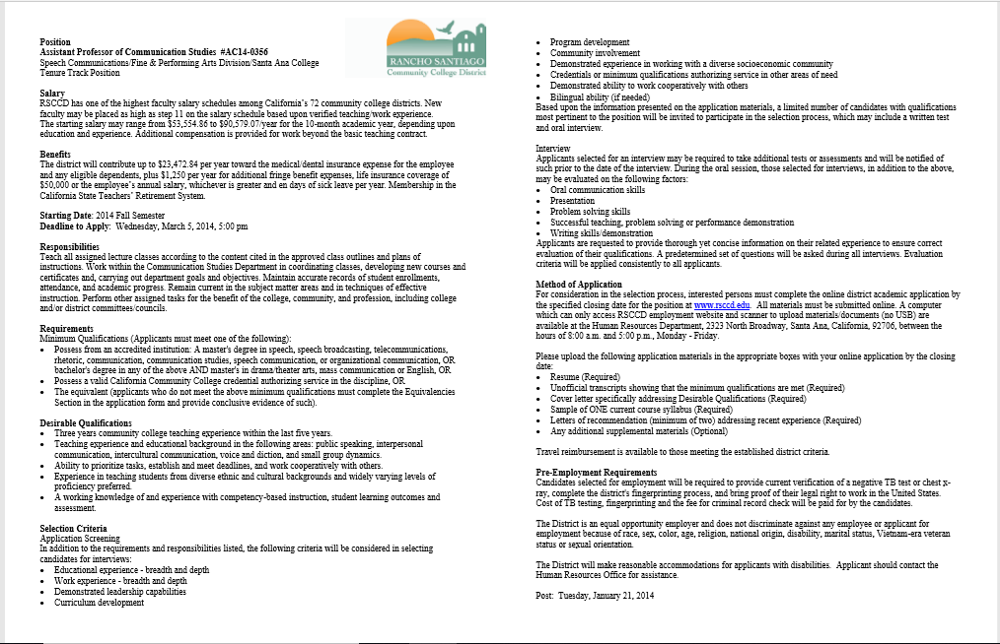 Position
Assistant Professor of Communication Studies  #AC14-0356
Speech Communications/Fine & Performing Arts Division/Santa Ana College
Tenure Track Position
RANCHO SANTIAGO
Community College District
Salary
RSCCD has one of the highest faculty salary schedules among California's 72 community college districts. New
faculty may be placed as high as step 11 on the salary schedule based upon verified teaching/work experience.
The starting salary may range from $53,554.86 to $90,579.07/year for the 10-month academic year, depending upon
education and experience. Additional compensation is provided for work beyond the basic teaching contract.
Benefits
The district will contribute up to $23,472.84 per year toward the medical/dental insurance expense for the employee
and any eligible dependents, plus $1,250 per year for additional fringe benefit expenses, life insurance coverage of
$50,000 or the employee's annual salary, whichever is greater and en days of sick leave per year. Membership in the
California State Teachers' Retirement System.
Starting Date: 2014 Fall Semester
Deadline to Apply:  Wednesday, March 5, 2014, 5:00 pm
Responsibilities
Teach all assigned lecture classes according to the content cited in the approved class outlines and plans of
instructions. Work within the Communication Studies Department in coordinating classes, developing new courses and
certificates and, carrying out department goals and objectives. Maintain accurate records of student enrollments,
attendance, and academic progress. Remain current in the subject matter areas and in techniques of effective
instruction. Perform other assigned tasks for the benefit of the college, community, and profession, including college
and/or district committees/councils.
Requirements
Minimum Qualifications (Applicants must meet one of the following):
• Possess from an accredited institution: A master's degree in speech, speech broadcasting, telecommunications,
rhetoric, communication, communication studies, speech communication, or organizational communication, OR
bachelor's degree in any of the above AND master's in drama/theater arts, mass communication or English, OR
• Possess a valid California Community College credential authorizing service in the discipline, OR
• The equivalent (applicants who do not meet the above minimum qualifications must complete the Equivalencies
Section in the application form and provide conclusive evidence of such).
Desirable Qualifications
• Three years community college teaching experience within the last five years.
• Teaching experience and educational background in the following areas: public speaking, interpersonal
communication, intercultural communication, voice and diction, and small group dynamics.
• Ability to prioritize tasks, establish and meet deadlines, and work cooperatively with others.
• Experience in teaching students from diverse ethnic and cultural backgrounds and widely varying levels of
proficiency preferred.
• A working knowledge of and experience with competency-based instruction, student learning outcomes and
assessment.
Selection Criteria
Application Screening
In addition to the requirements and responsibilities listed, the following criteria will be considered in selecting
candidates for interviews:
• Educational experience - breadth and depth
• Work experience - breadth and depth
• Demonstrated leadership capabilities
• Curriculum development
• Program development
• Community involvement
• Demonstrated experience in working with a diverse socioeconomic community
• Credentials or minimum qualifications authorizing service in other areas of need
• Demonstrated ability to work cooperatively with others
• Bilingual ability (if needed)
Based upon the information presented on the application materials, a limited number of candidates with qualifications
most pertinent to the position will be invited to participate in the selection process, which may include a written test
and oral interview.
Interview
Applicants selected for an interview may be required to take additional tests or assessments and will be notified of
such prior to the date of the interview. During the oral session, those selected for interviews, in addition to the above,
may be evaluated on the following factors:
• Oral communication skills
• Presentation
• Problem solving skills
• Successful teaching, problem solving or performance demonstration
• Writing skills/demonstration
Applicants are requested to provide thorough yet concise information on their related experience to ensure correct
evaluation of their qualifications. A predetermined set of questions will be asked during all interviews. Evaluation
criteria will be applied consistently to all applicants.
Method of Application
For consideration in the selection process, interested persons must complete the online district academic application by
the specified closing date for the position at www.rsccd.edu.  All materials must be submitted online. A computer
which can only access RSCCD employment website and scanner to upload materials/documents (no USB) are
available at the Human Resources Department, 2323 North Broadway, Santa Ana, California, 92706, between the
hours of 8:00 a.m. and 5:00 p.m., Monday - Friday.
Please upload the following application materials in the appropriate boxes with your online application by the closing
date:
• Resume (Required)
• Unofficial transcripts showing that the minimum qualifications are met (Required)
• Cover letter specifically addressing Desirable Qualifications (Required)
• Sample of ONE current course syllabus (Required)
• Letters of recommendation (minimum of two) addressing recent experience (Required)
• Any additional supplemental materials (Optional)
Travel reimbursement is available to those meeting the established district criteria.
Pre-Employment Requirements
Candidates selected for employment will be required to provide current verification of a negative TB test or chest x-
ray, complete the district's fingerprinting process, and bring proof of their legal right to work in the United States.
Cost of TB testing, fingerprinting and the fee for criminal record check will be paid for by the candidates.
The District is an equal opportunity employer and does not discriminate against any employee or applicant for
employment because of race, sex, color, age, religion, national origin, disability, marital status, Vietnam-era veteran
status or sexual orientation.
The District will make reasonable accommodations for applicants with disabilities.  Applicant should contact the
Human Resources Office for assistance.
Post:  Tuesday, January 21, 2014